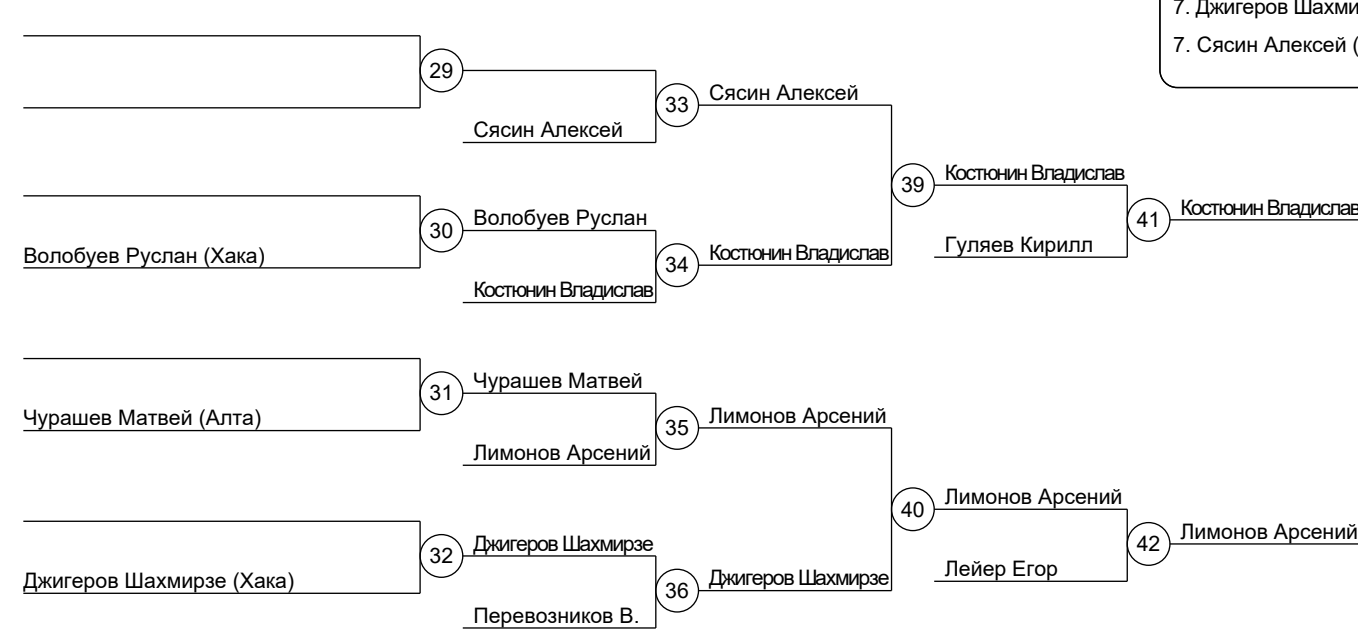 7. Джигеров Шахми
7. Сясин Алексей (
29
33
Сясин Алексей
Сясин Алексей
39
Костюнин Владислав
41
Костюнин Владислав
30
Волобуев Руслан
Волобуев Руслан (Хака)
34
Костюнин Владислав
Гуляев Кирилл
Костюнин Владислав
31
Чурашев Матвей
Чурашев Матвей (Алта)
35
Лимонов Арсений
Лимонов Арсений
40
Лимонов Арсений
42
Лимонов Арсений
32
Джигеров Шахмирзе
Джигеров Шахмирзе (Хака)
36
Джигеров Шахмирзе
Лейер Егор
Перевозников В.